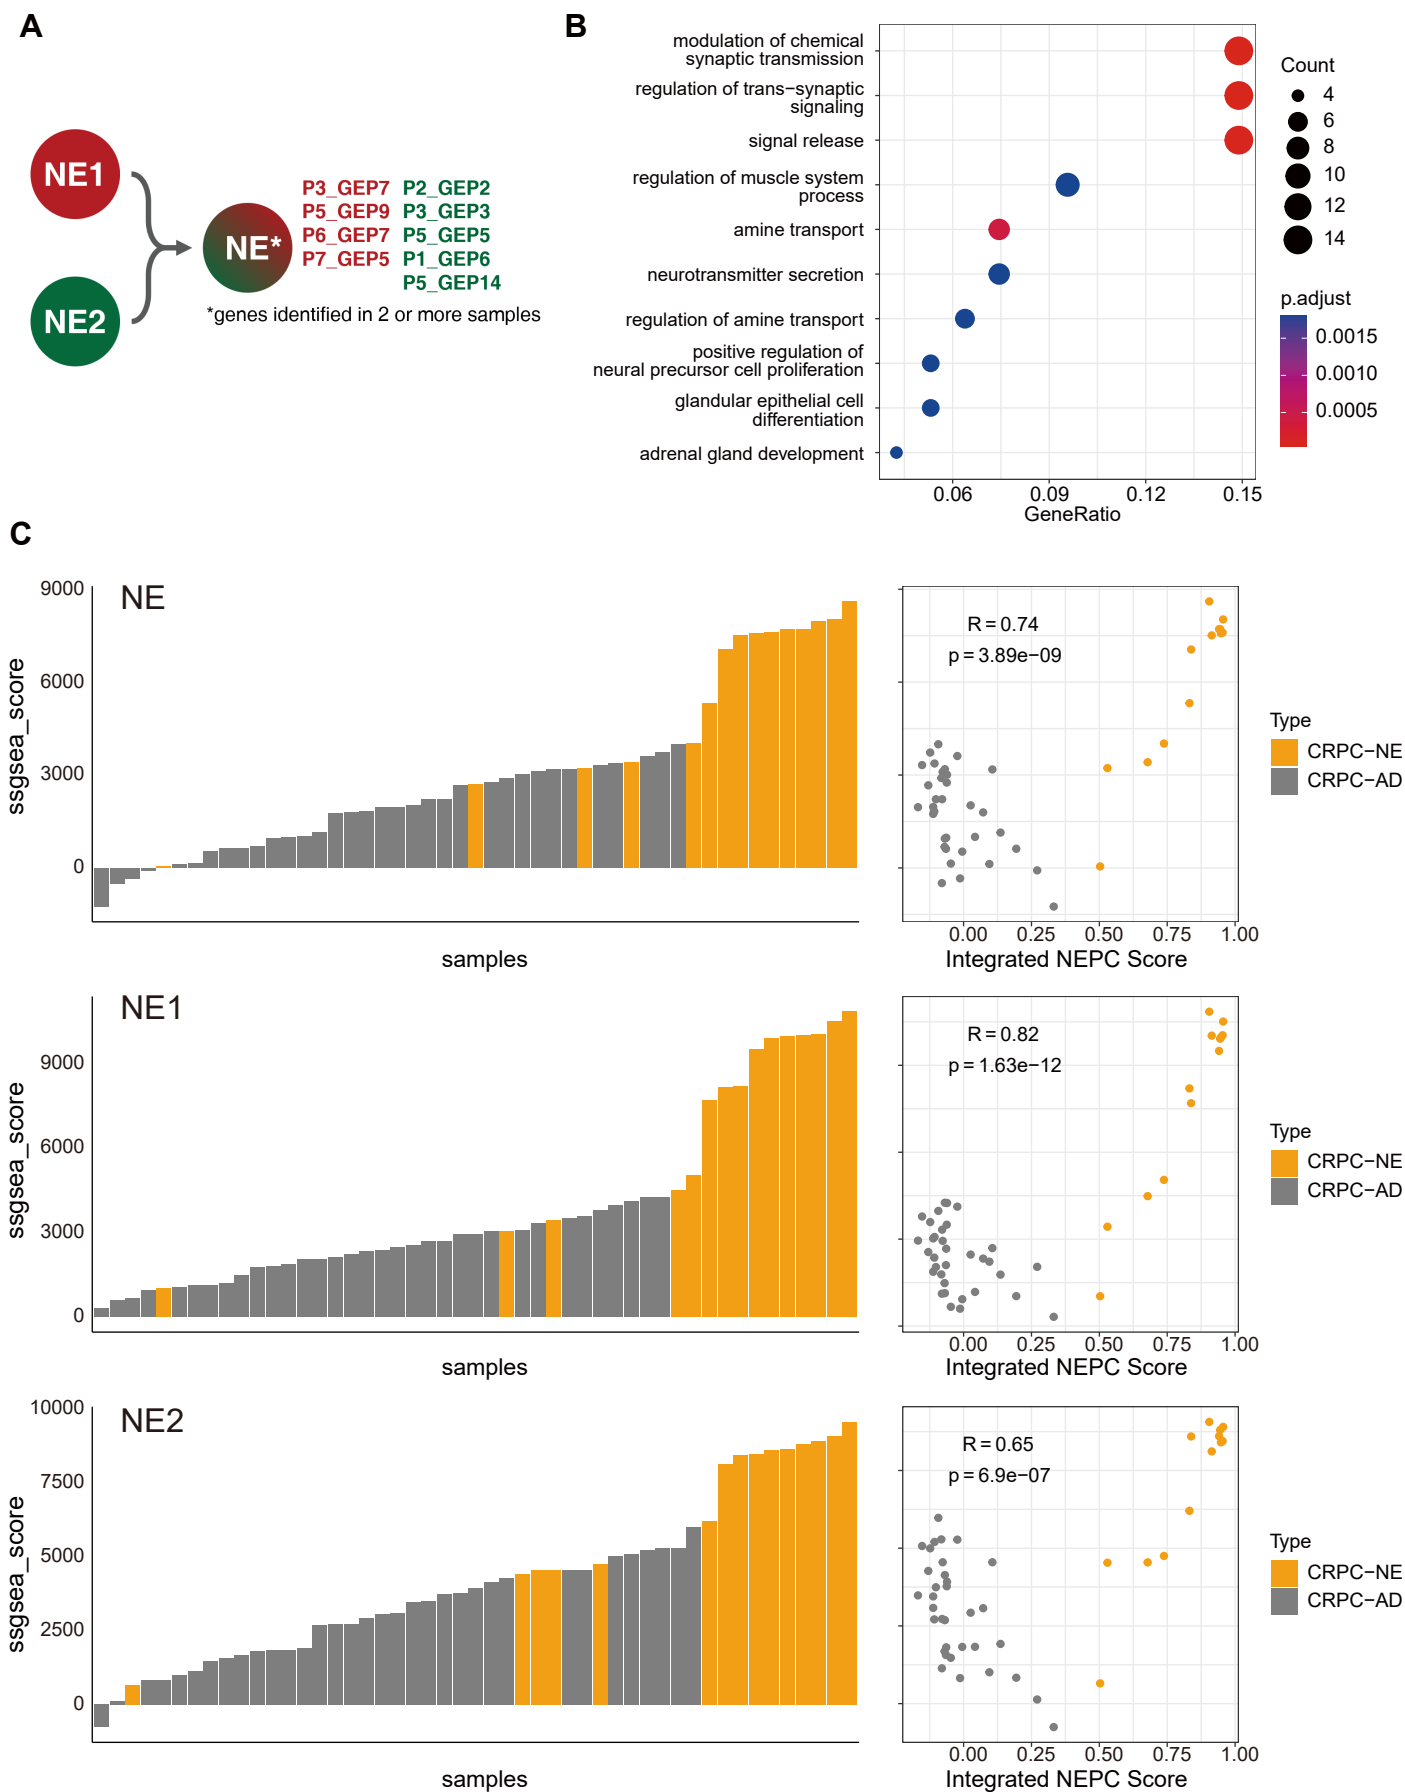 A
NE1
NE2
NE*
P3_GEP7 P2_GEP2
P5_GEP9 P3_GEP3
P6_GEP7 P5_GEP5
P7_GEP5 P1_GEP6
P5_GEP14
*genes identified in 2 or more samples
B
modulation of chemical
synaptic transmission
regulation of trans−synaptic
signaling
signal release
regulation of muscle system
process
amine transport
neurotransmitter secretion
regulation of amine transport
positive regulation of
neural precursor cell proliferation
glandular epithelial cell
differentiation
adrenal gland development
0.06 0.09 0.12 0.15
GeneRatio
Count
4
6
8
10
12
14
p.adjust
0.0015
0.0010
0.0005
C
NE
9000
6000
3000
0
ssgsea_score
samples
R = 0.74
p = 3.89e−09
0.00 0.25 0.50 0.75 1.00
Integrated NEPC Score
Type
CRPC−NE
CRPC−AD
NE1
9000
6000
3000
0
ssgsea_score
samples
R = 0.82
p = 1.63e−12
0.00 0.25 0.50 0.75 1.00
Integrated NEPC Score
Type
CRPC−NE
CRPC−AD
NE2
10000
7500
5000
2500
0
ssgsea_score
samples
R = 0.65
p = 6.9e−07
0.00 0.25 0.50 0.75 1.00
Integrated NEPC Score
Type
CRPC−NE
CRPC−AD